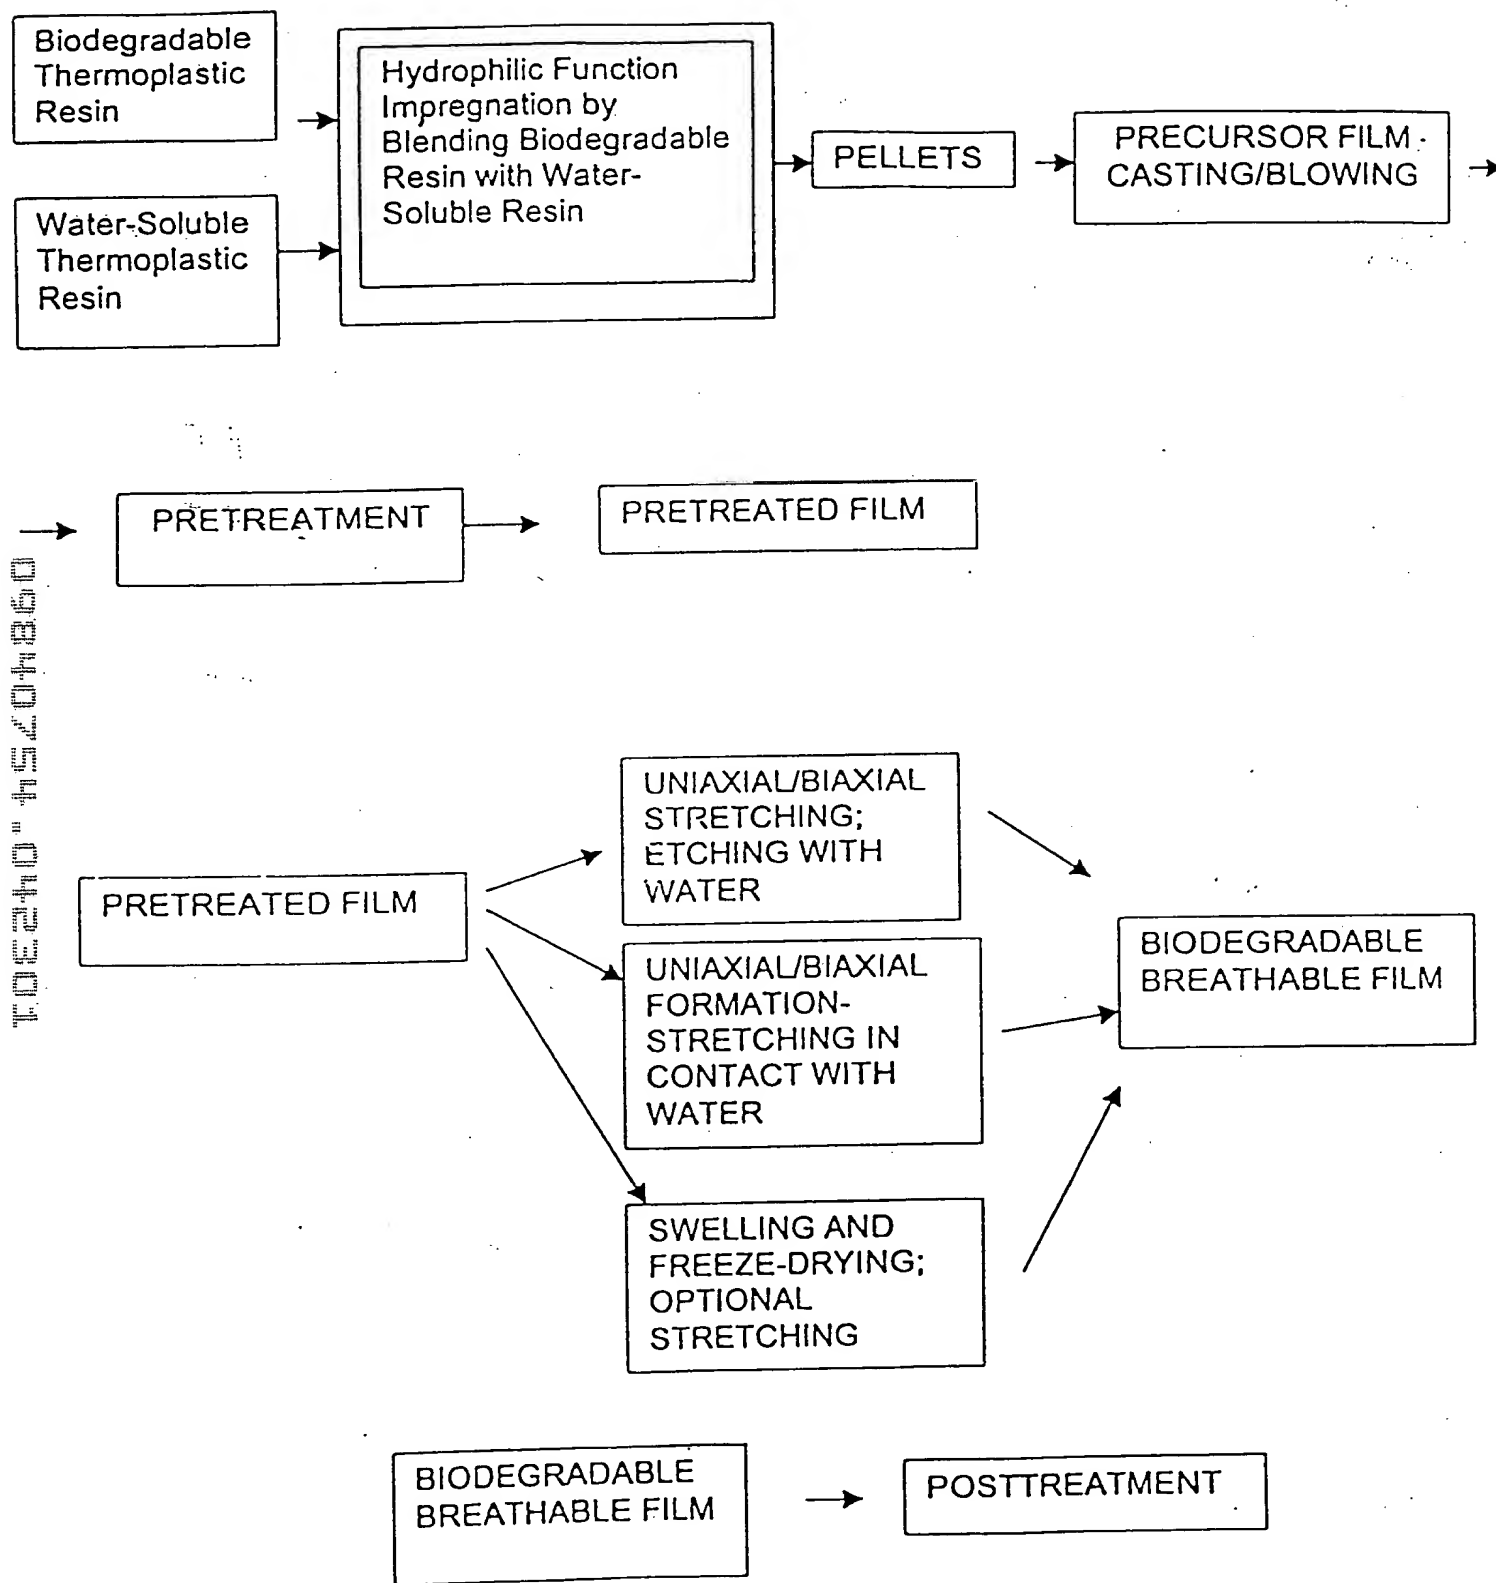 Biodegradable
Thermoplastic
Resin
Water-Soluble
Thermoplastic
Resin
Hydrophilic Function
Impregnation by
Blending Biodegradable
Resin with Water-
Soluble Resin
PELLETS
PRECURSOR FILM
CASTING/BLOWING
PRETREATMENT
PRETREATED FILM
09840754.042301
PRETREATED FILM
UNIAXIAL/BIAXIAL
STRETCHING;
ETCHING WITH
WATER
UNIAXIAL/BIAXIAL
FORMATION-
STRETCHING IN
CONTACT WITH
WATER
SWELLING AND
FREEZE-DRYING;
OPTIONAL
STRETCHING
BIODEGRADABLE
BREATHABLE FILM
BIODEGRADABLE
BREATHABLE FILM
POSTTREATMENT